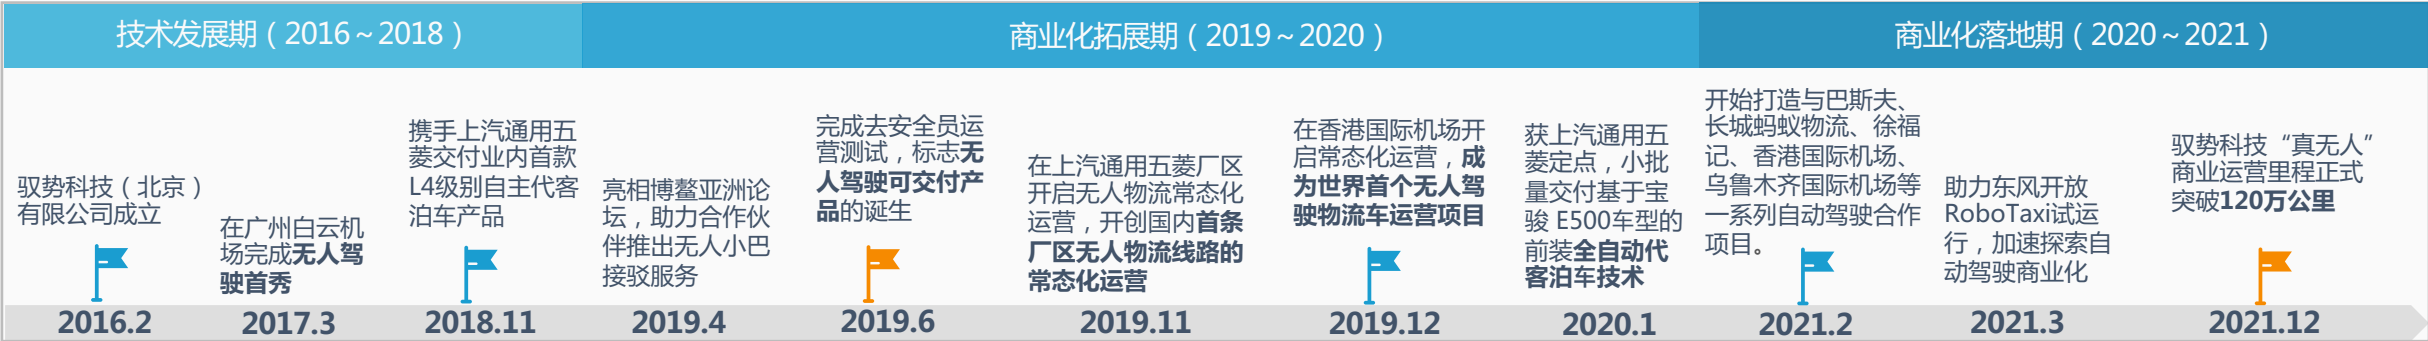 技术发展期（2016～2018）
商业化拓展期（2019～2020）
商业化落地期（2020～2021）
驭势科技（北京）
有限公司成立
2016.2
在广州白云机
场完成无人驾
驶首秀
2017.3
携手上汽通用五
菱交付业内首款
L4级别自主代客
泊车产品
2018.11
亮相博鳌亚洲论
坛，助力合作伙
伴推出无人小巴
接驳服务
2019.4
完成去安全员运
营测试，标志无
人驾驶可交付产
品的诞生
2019.6
在上汽通用五菱厂区
开启无人物流常态化
运营，开创国内首条
厂区无人物流线路的
常态化运营
2019.11
在香港国际机场开
启常态化运营，成
为世界首个无人驾
驶物流车运营项目
2019.12
获上汽通用五
菱定点，小批
量交付基于宝
骏 E500车型的
前装全自动代
客泊车技术
2020.1
开始打造与巴斯夫、
长城蚂蚁物流、徐福
记、香港国际机场、
乌鲁木齐国际机场等
一系列自动驾驶合作
项目。
2021.2
助力东风开放
RoboTaxi试运
行，加速探索自
动驾驶商业化
2021.3
驭势科技“真无人”
商业运营里程正式
突破120万公里
2021.12